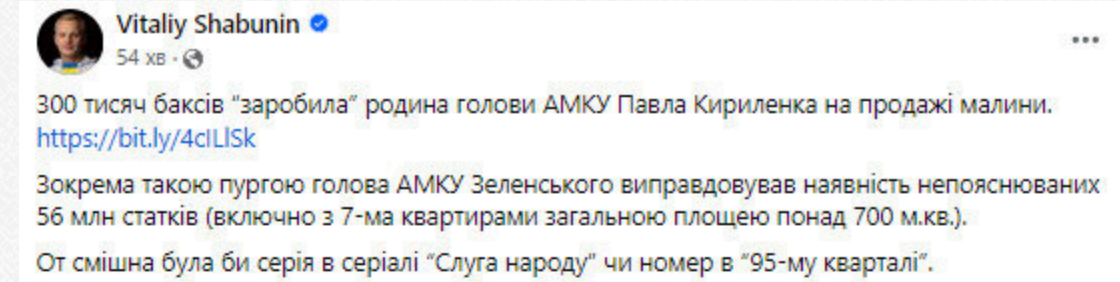 Vitaliy Shabunin
54 хв ·
300 тисяч баксів "заробила" родина голови АМКУ Павла Кириленка на продажі малини.
https://bit.ly/4cILlSk
Зокрема такою пургою голова АМКУ Зеленського виправдовував наявність непояснюваних
56 млн статків (включно з 7-ма квартирами загальною площею понад 700 м.кв.).
От смішна була би серія в серіалі "Слуга народу" чи номер в "95-му кварталі".